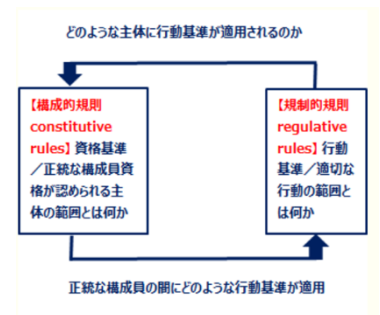 どのような主体に行動基準が適用されるのか
【構成的規則
constitutive
rules】資格基準
／正統な構成員資
格が認められる主
体の範囲とは何か
【規制的規則
regulative
rules】行動
基準／適切な
行動の範囲と
は何か
正統な構成員の間にどのような行動基準が適用